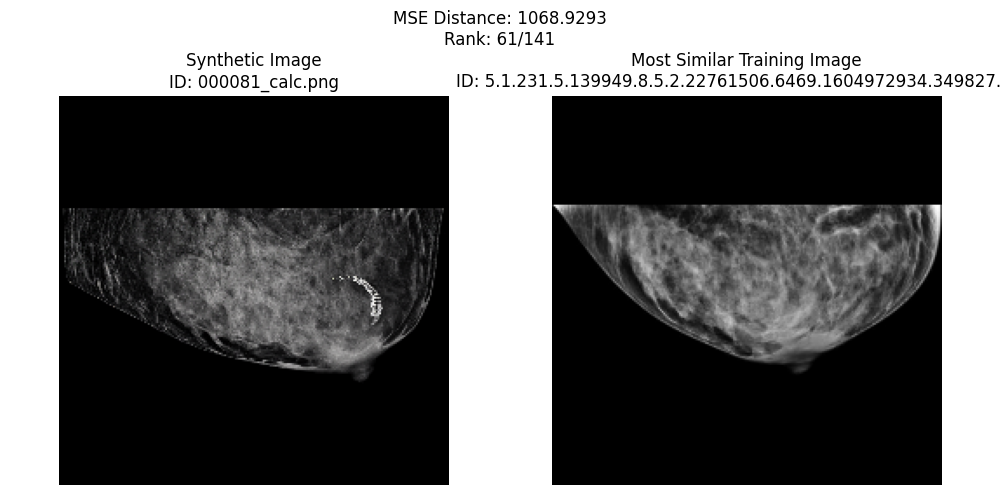 MSE Distance: 1068.9293
Rank: 61/141
Synthetic Image
ID: 000081_calc.png
Most Similar Training Image
ID: 5.1.231.5.139949.8.5.2.22761506.6469.1604972934.349827.